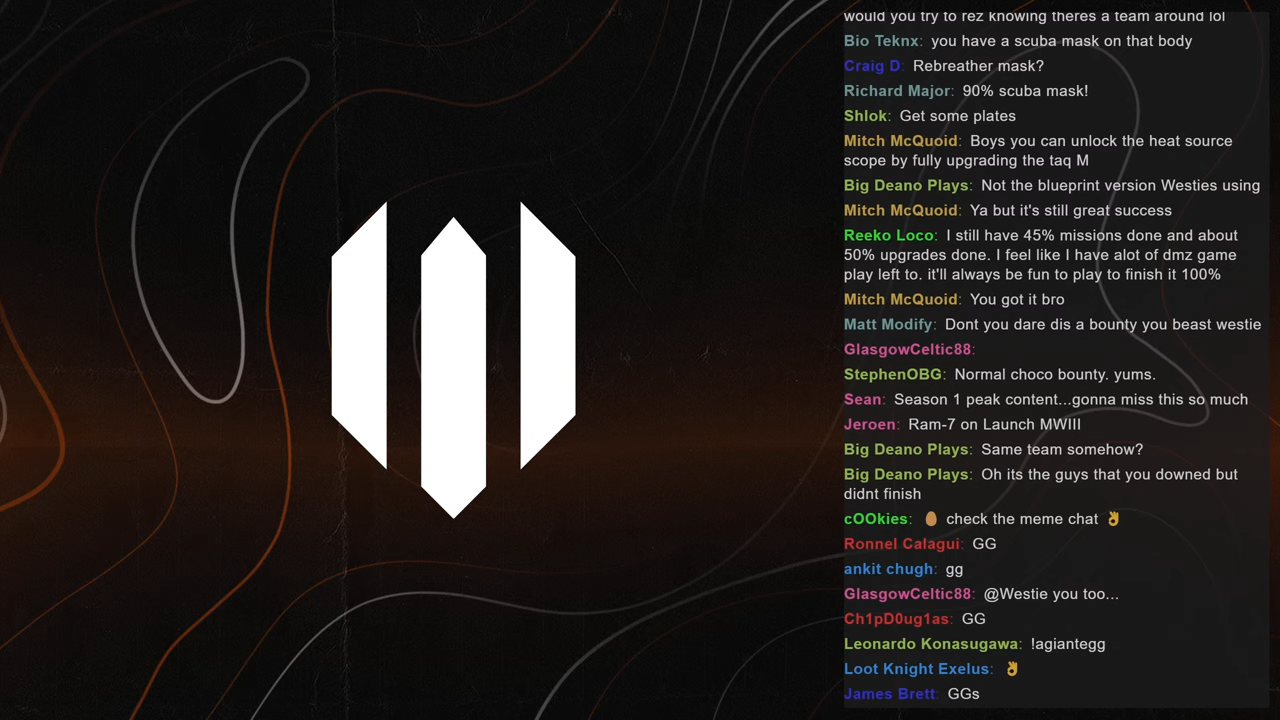 would you try to rez knowing theres a team around lol
Bio Teknx: you have a scuba mask on that body
Craig D: Rebreather mask?
Richard Major: 90% scuba mask!
Shlok: Get some plates
Mitch McQuoid: Boys you can unlock the heat source
scope by fully upgrading the taq M
Big Deano Plays: Not the blueprint version Westies using
Mitch McQuoid: Ya but it's still great success
Reeko Loco: I still have 45% missions done and about
50% upgrades done. I feel like I have alot of dmz game
play left to. it'll always be fun to play to finish it 100%
Mitch McQuoid: You got it bro
Matt Modify: Dont you dare dis a bounty you beast westie
GlasgowCeltic88:
StephenOBG: Normal choco bounty. yums.
Sean: Season 1 peak content...gonna miss this so much
Jeroen: Ram-7 on Launch MWIII
Big Deano Plays: Same team somehow?
Big Deano Plays: Oh its the guys that you downed but
didnt finish
cOOkies: 🥚 check the meme chat 👌
Ronnel Calagui: GG
ankit chugh: gg
GlasgowCeltic88: @Westie you too...
Ch1pD0ug1as: GG
Leonardo Konasugawa: !agiantegg
Loot Knight Exelus: 👌
James Brett: GGs